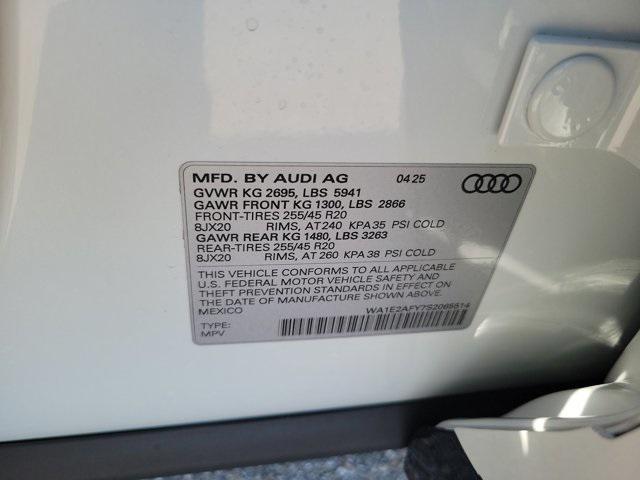 MFD. BY AUDI AG 04 25
GVWR KG 2695, LBS 5941
GAWR FRONT KG 1300, LBS 2866
FRONT-TIRES 255/45 R20
8JX20 RIMS, AT 240 KPA 35 PSI COLD
GAWR REAR KG 1480, LBS 3263
REAR-TIRES 255/45 R20
8JX20 RIMS, AT 260 KPA 38 PSI COLD
THIS VEHICLE CONFORMS TO ALL APPLICABLE
U.S. FEDERAL MOTOR VEHICLE SAFETY AND
THEFT PREVENTION STANDARDS IN EFFECT ON
THE DATE OF MANUFACTURE SHOWN ABOVE.
MEXICO
WA1E2AFY7S2065514
TYPE:
MPV